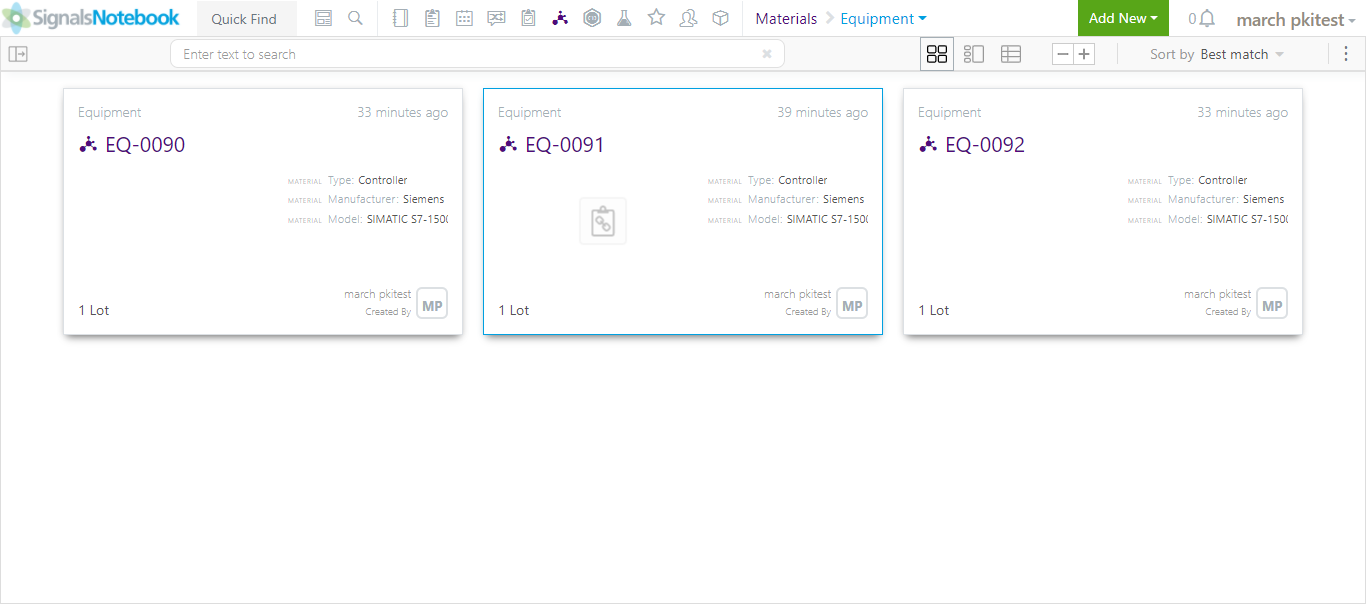 SignalsNotebook Quick Find Materials Equipment Add New 0 march pkitest
Enter text to search Sort by Best match
Equipment 33 minutes ago
EQ-0090
MATERIAL Type: Controller
MATERIAL Manufacturer: Siemens
MATERIAL Model: SIMATIC S7-150
march pkitest
Created By
MP
1 Lot
Equipment 39 minutes ago
EQ-0091
MATERIAL Type: Controller
MATERIAL Manufacturer: Siemens
MATERIAL Model: SIMATIC S7-150
march pkitest
Created By
MP
1 Lot
Equipment 33 minutes ago
EQ-0092
MATERIAL Type: Controller
MATERIAL Manufacturer: Siemens
MATERIAL Model: SIMATIC S7-150
march pkitest
Created By
MP
1 Lot